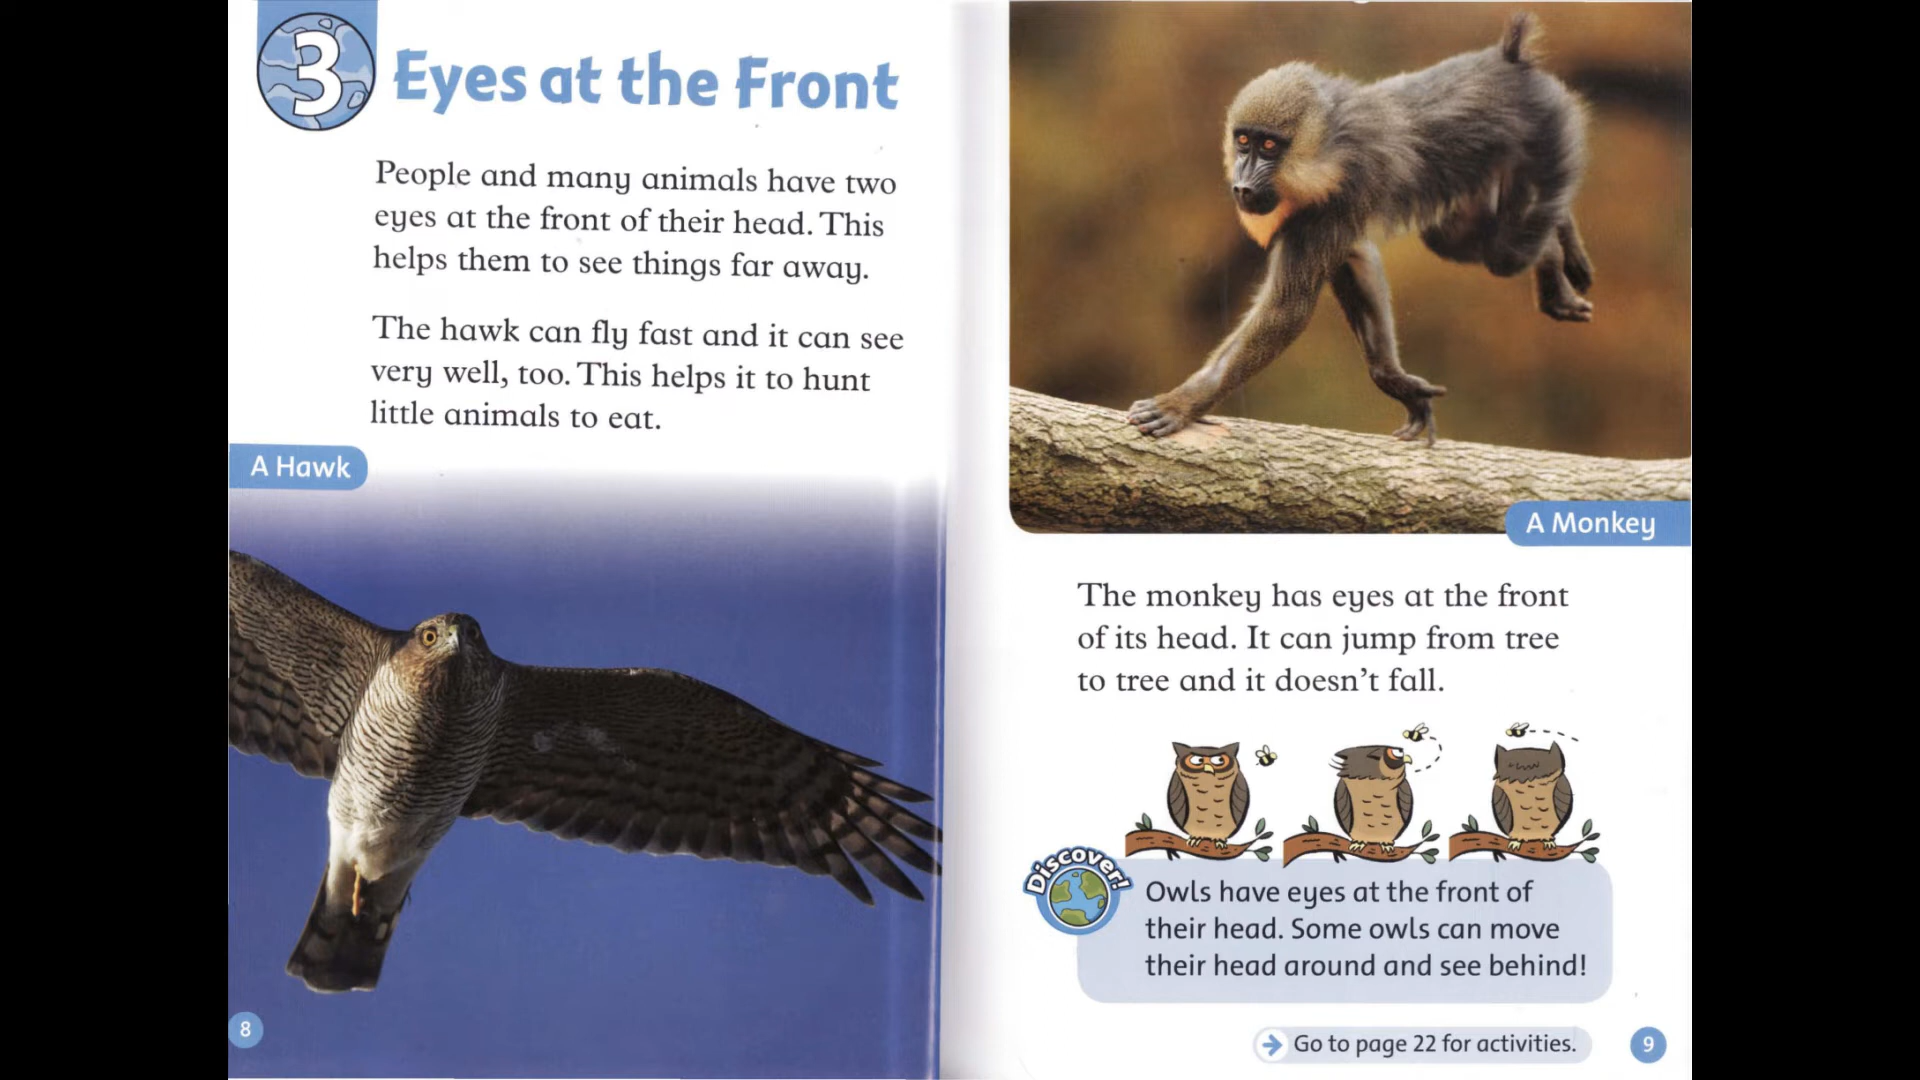 3
Eyes at the Front
People and many animals have two
eyes at the front of their head. This
helps them to see things far away.
The hawk can fly fast and it can see
very well, too. This helps it to hunt
little animals to eat.
A Hawk
8
A Monkey
The monkey has eyes at the front
of its head. It can jump from tree
to tree and it doesn't fall.
Discover!
Owls have eyes at the front of
their head. Some owls can move
their head around and see behind!
Go to page 22 for activities.
9